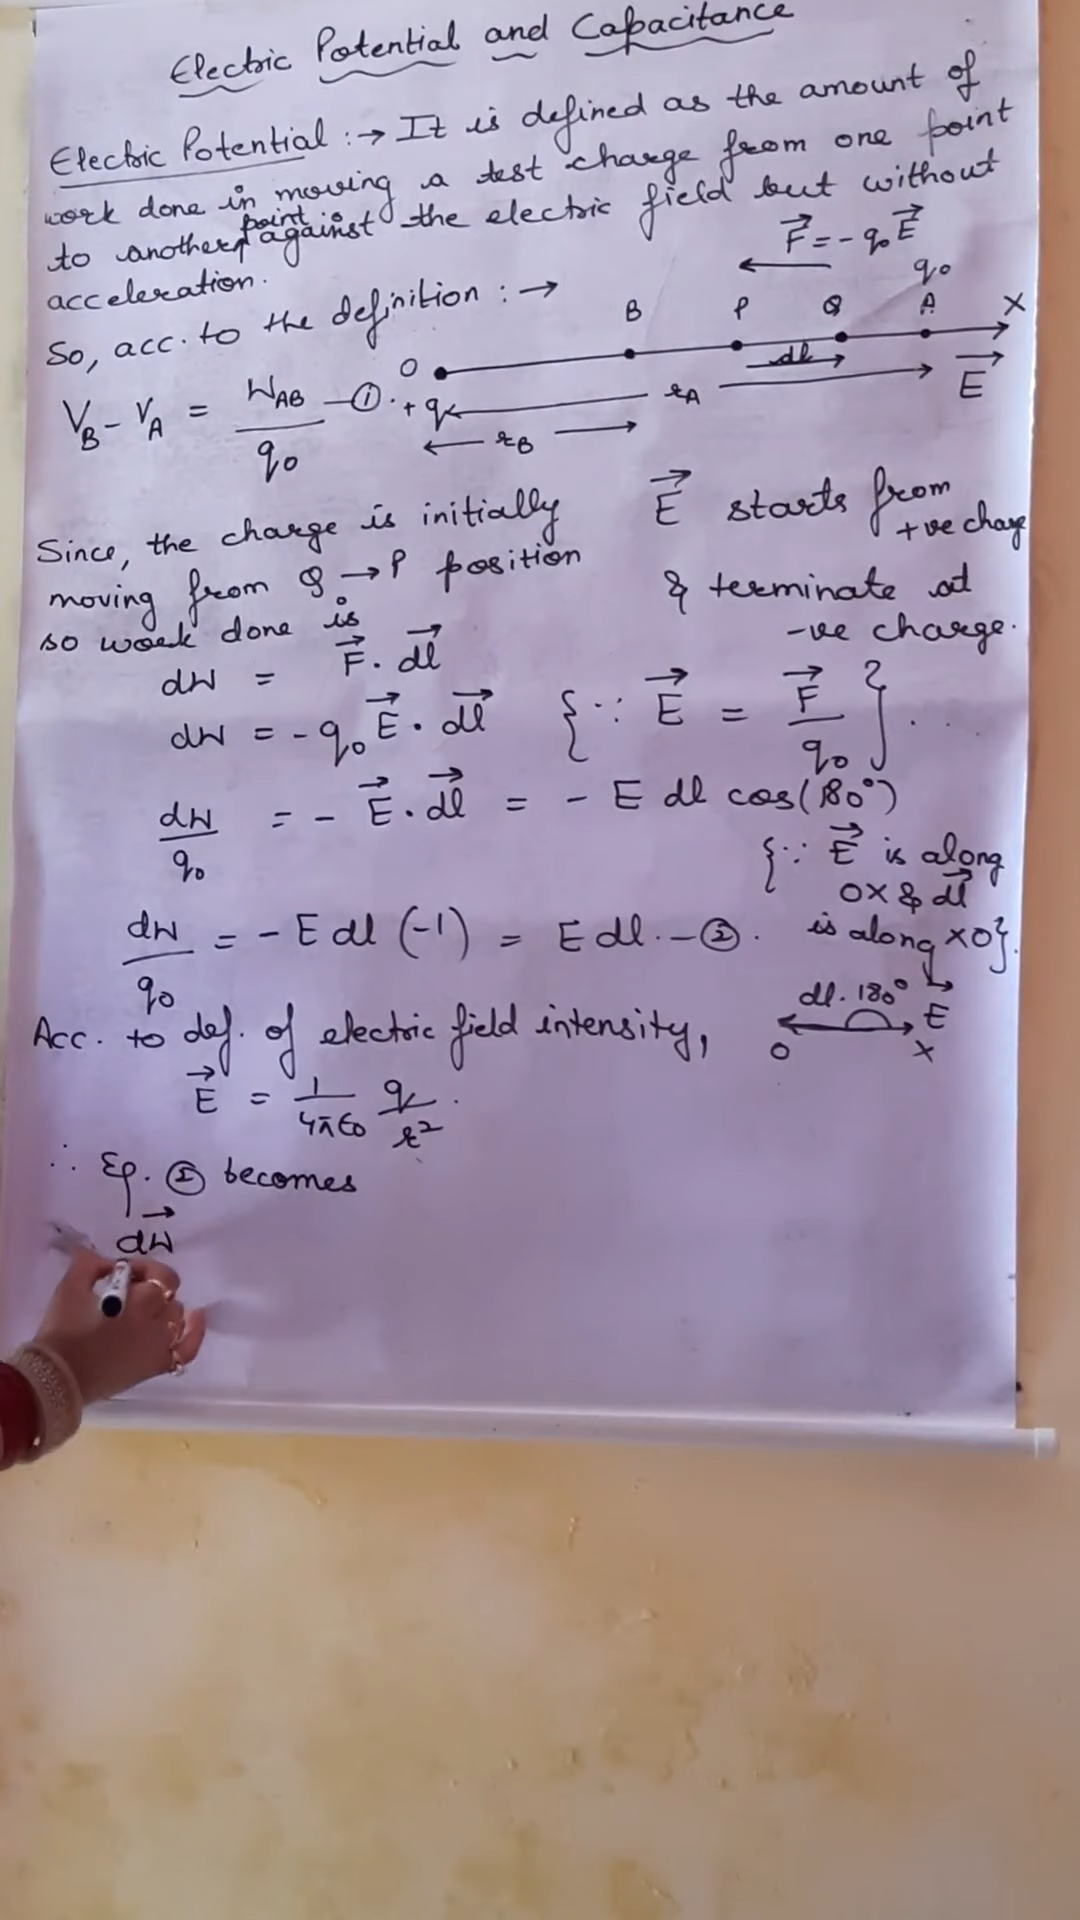 Electric Potential and Capacitance
Electric Potential :→ It is defined as the amount of
work done in moving a test charge from one point
to another point against the electric field but without
acceleration.
F⃗ = - q₀ E⃗
So, acc. to the definition :→
q₀
O B P Q A X
dl
V_B - V_A = W_AB / q₀ — ①.
+q r_A E⃗
r_B
Since, the charge is initially
moving from Q → P position
so work done is
E⃗ starts from
+ve charge
& terminate at
-ve charge.
dW = F⃗ . dl⃗
dW = - q₀ E⃗ . dl⃗ {∵ E⃗ = F⃗ / q₀}
dW / q₀ = - E⃗ . dl⃗ = - E dl cos(180°)
{∵ E⃗ is along
OX & dl⃗
is along XO}.
dW / q₀ = - E dl (-1) = E dl. — ②.
dl. 180° E⃗
O X
Acc. to def. of electric field intensity,
E⃗ = 1 / 4πε₀ q / r² .
∴ Eq. ② becomes
dW⃗